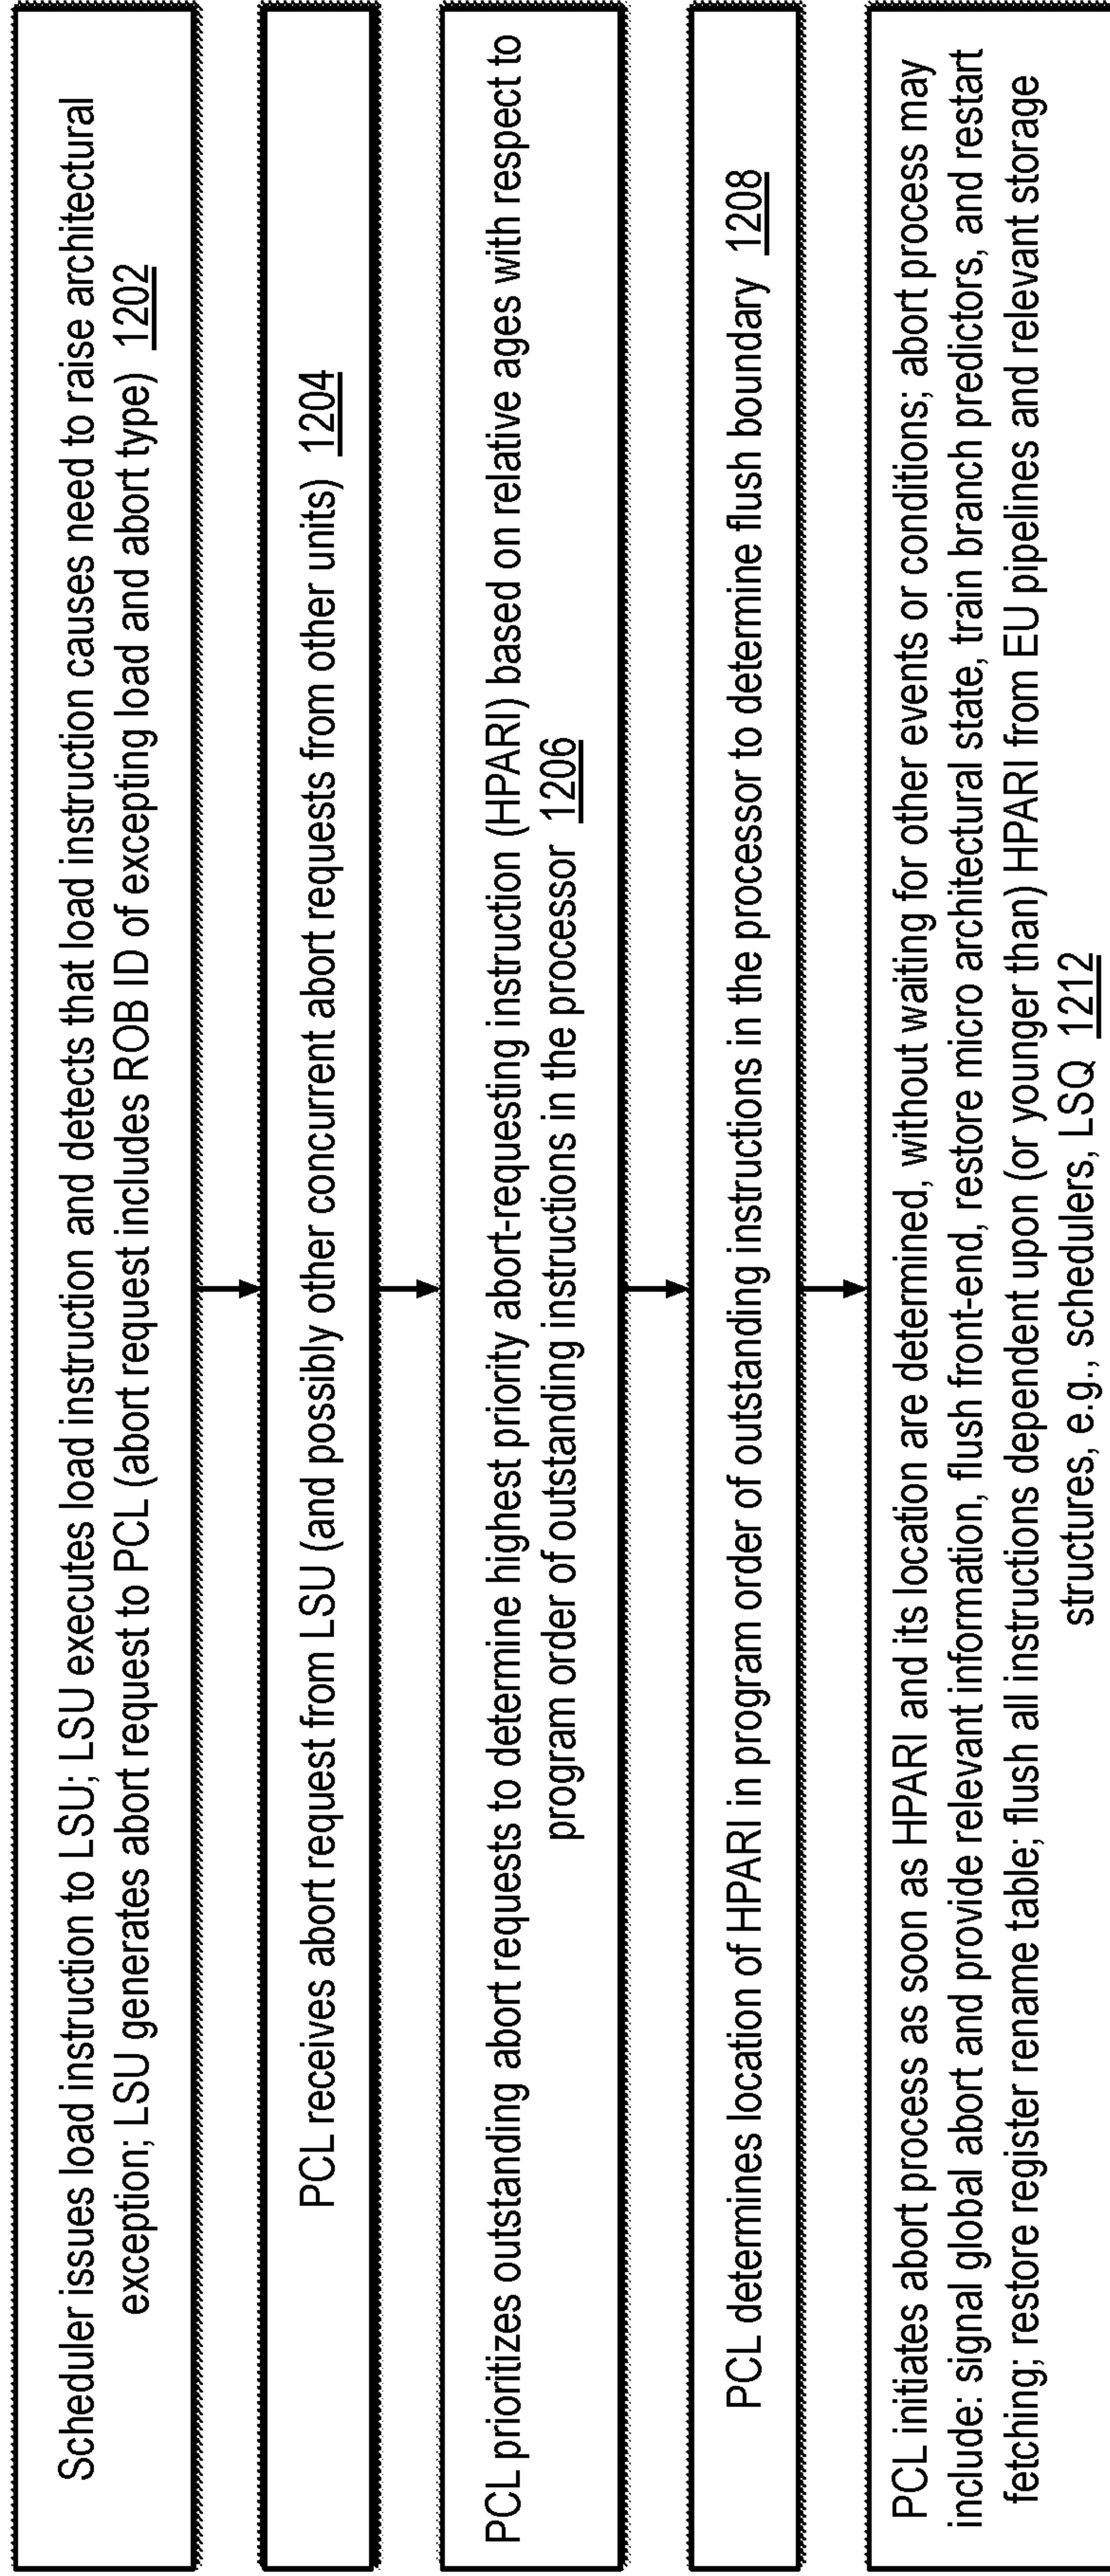 Scheduler issues load instruction to LSU; LSU executes load instruction and detects that load instruction causes need to raise architectural
exception; LSU generates abort request to PCL (abort request includes ROB ID of excepting load and abort type) 1202
PCL receives abort request from LSU (and possibly other concurrent abort requests from other units) 1204
PCL prioritizes outstanding abort requests to determine highest priority abort-requesting instruction (HPARI) based on relative ages with respect to
program order of outstanding instructions in the processor 1206
PCL determines location of HPARI in program order of outstanding instructions in the processor to determine flush boundary 1208
PCL initiates abort process as soon as HPARI and its location are determined, without waiting for other events or conditions; abort process may
include: signal global abort and provide relevant information, flush front-end, restore micro architectural state, train branch predictors, and restart
fetching; restore register rename table; flush all instructions dependent upon (or younger than) HPARI from EU pipelines and relevant storage
structures, e.g., schedulers, LSQ 1212